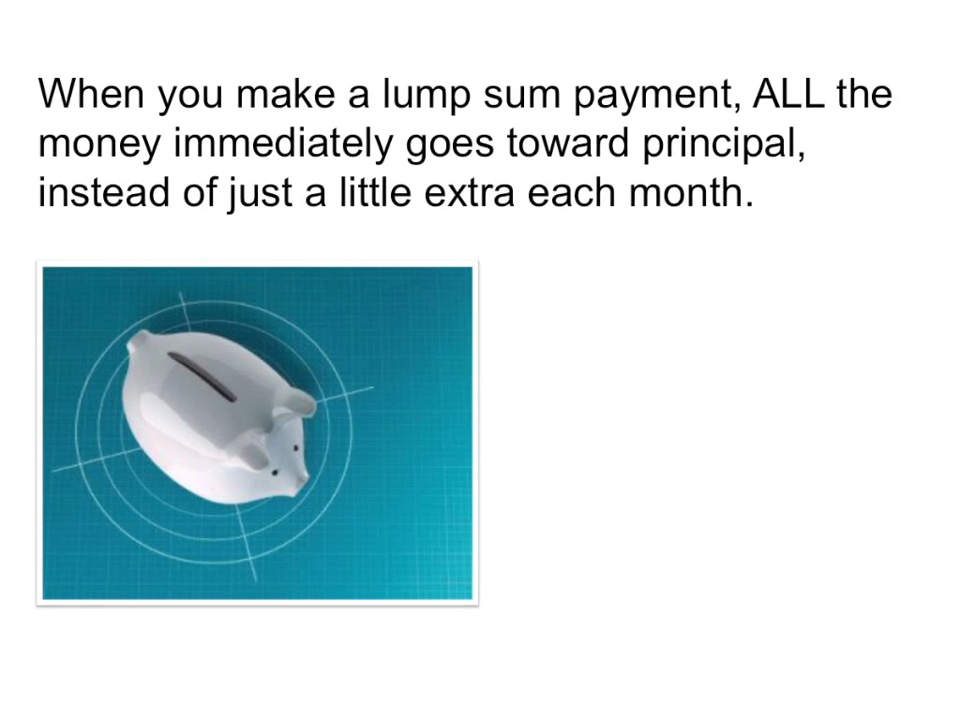 When you make a lump sum payment, ALL the
money immediately goes toward principal,
instead of just a little extra each month.